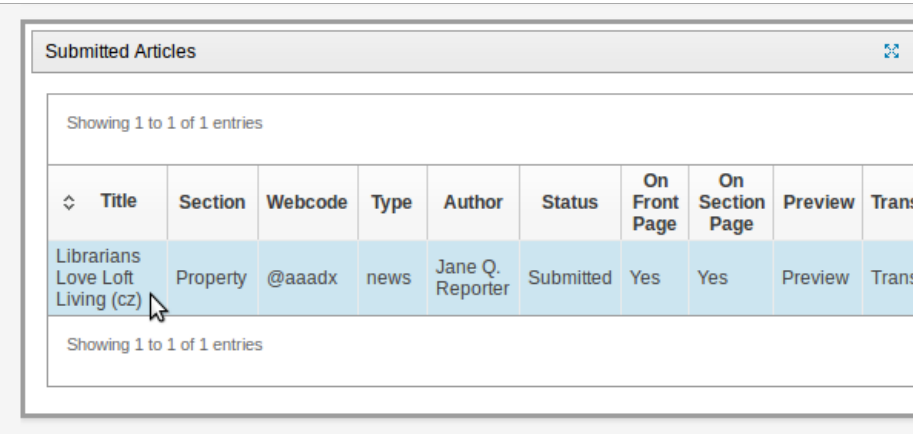 Submitted Articles
Showing 1 to 1 of 1 entries
Title Section Webcode Type Author Status On Front Page On Section Page Preview Trans
Librarians Love Loft Living (cz) Property @aaadx news Jane Q. Reporter Submitted Yes Yes Preview Trans
Showing 1 to 1 of 1 entries